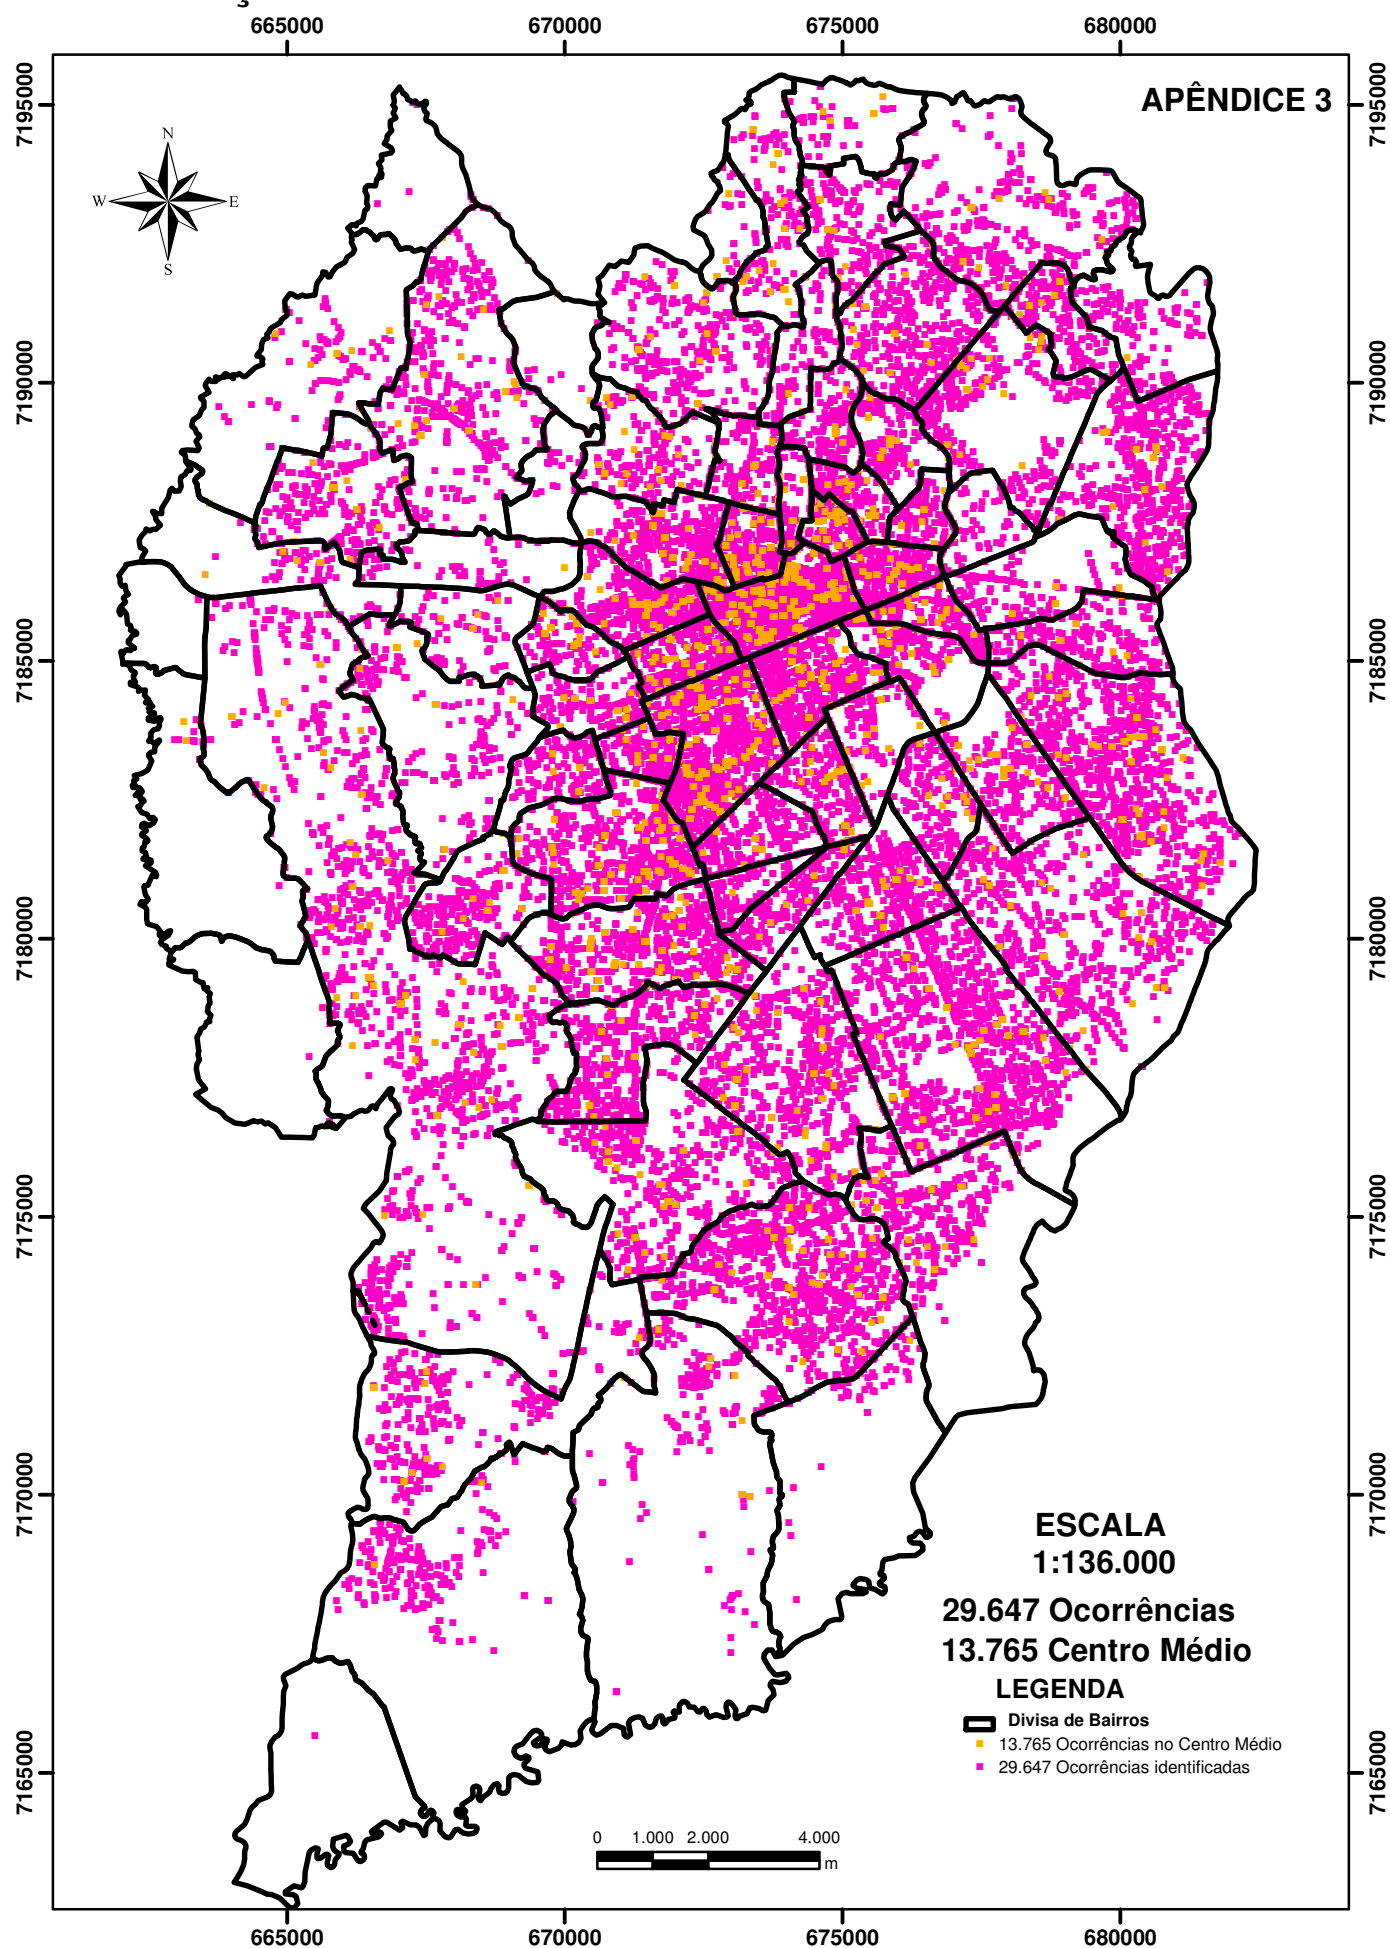 665000 670000 675000 680000
APÊNDICE 3
7195000 7195000
N
W E
S
7190000 7190000
7185000 7185000
7180000 7180000
7175000 7175000
7170000 7170000
ESCALA
1:136.000
29.647 Ocorrências
13.765 Centro Médio
LEGENDA
Divisa de Bairros
13.765 Ocorrências no Centro Médio
29.647 Ocorrências identificadas
7165000 7165000
0 1.000 2.000 4.000
m
665000 670000 675000 680000